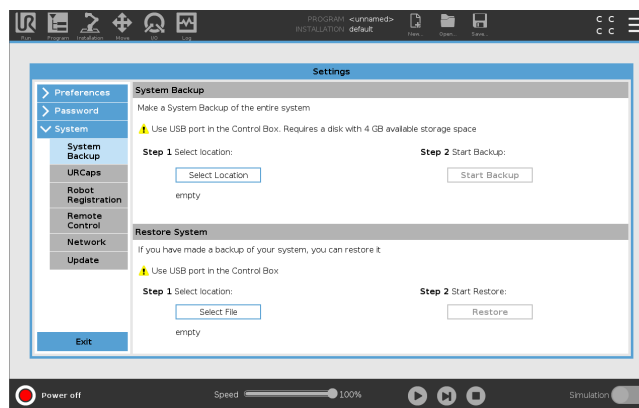 PROGRAM <unnamed>
INSTALLATION default
Run
Program
Installation
Move
I/O
Log
New...
Open...
Save...
C C
C C
Settings
Preferences
Password
System
System
Backup
URCaps
Robot
Registration
Remote
Control
Network
Update
Exit
System Backup
Make a System Backup of the entire system
Use USB port in the Control Box. Requires a disk with 4 GB available storage space
Step 1 Select location:
Step 2 Start Backup:
Select Location
Start Backup
empty
Restore System
If you have made a backup of your system, you can restore it
Use USB port in the Control Box
Step 1 Select location:
Step 2 Start Restore:
Select File
Restore
empty
Power off
Speed
100%
Simulation